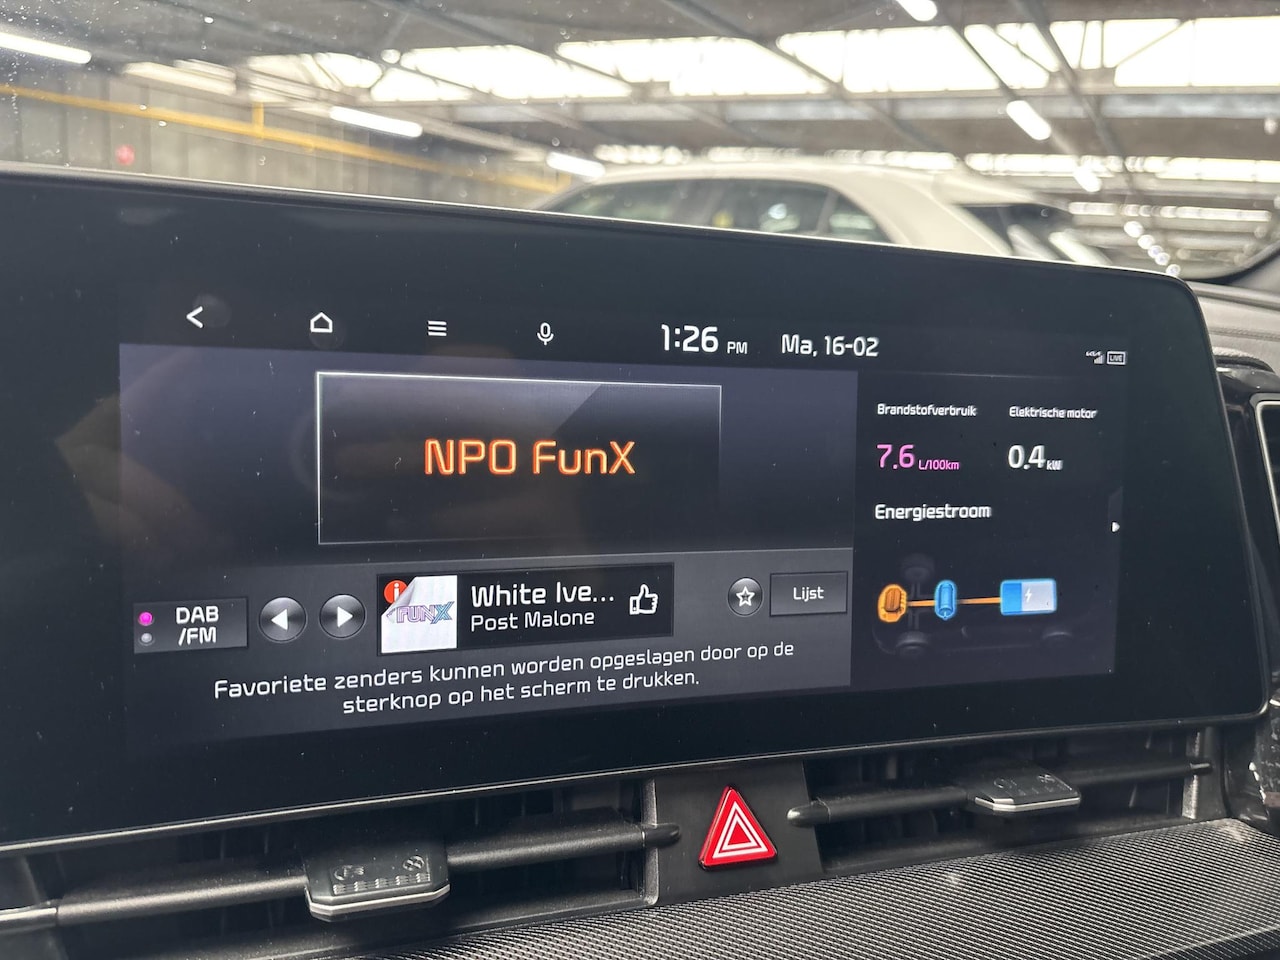 1:26 PM Ma, 16-02
LIVE
NPO FunX
DAB
/FM
i
FUNX
White Ive...
Post Malone
Lijst
Favoriete zenders kunnen worden opgeslagen door op de
sterknop op het scherm te drukken.
Brandstofverbruik Elektrische motor
7.6 L/100km 0.4 kW
Energiestroom